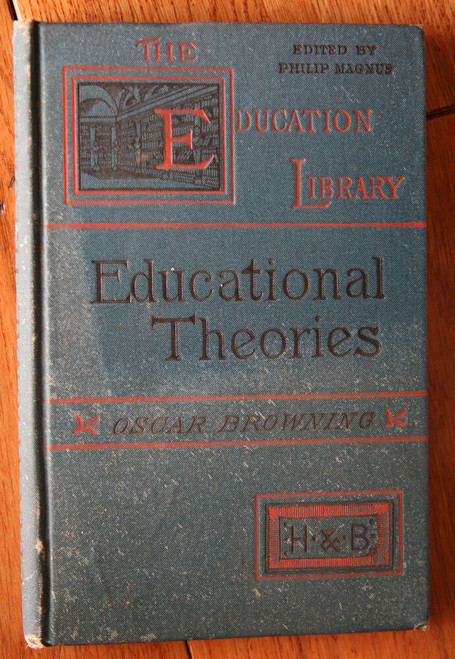 THE
EDITED BY
PHILIP MAGNUS
EDUCATION
LIBRARY
Educational
Theories
OSCAR BROWNING
H & B